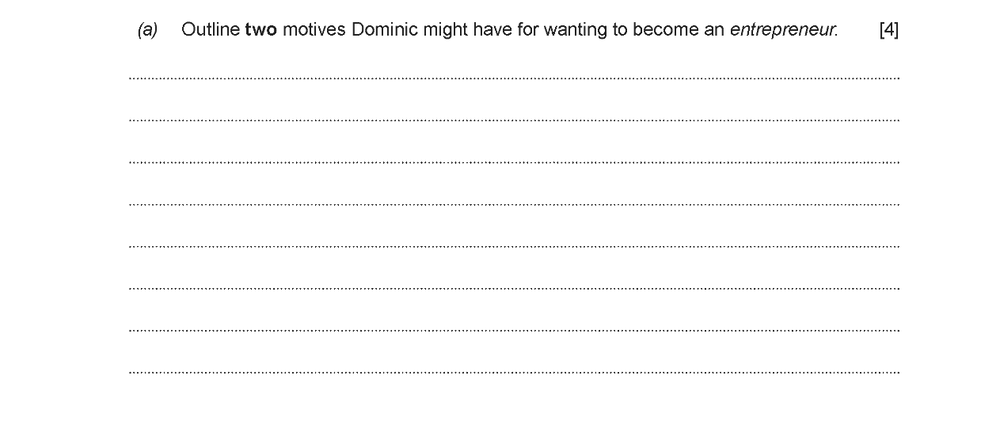 (a) Outline two motives Dominic might have for wanting to become an entrepreneur. [4]